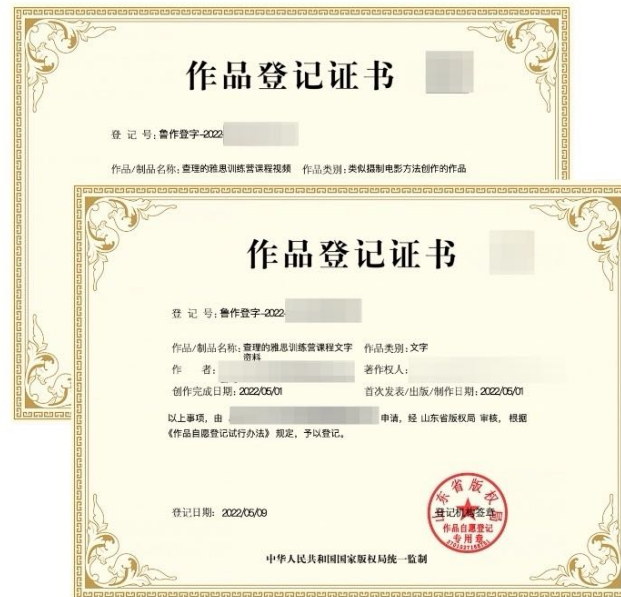 作品登记证书
登 记 号:鲁作登字-2022-
作品/制品名称:查理的雅思训练营课程视频 作品类别:类似摄制电影方法创作的作品
作品登记证书
登 记 号:鲁作登字-2022-
作品/制品名称:查理的雅思训练营课程文字 作品类别:文字
资料
作 者: 著作权人:
创作完成日期:2022/05/01 首次发表/出版/制作日期:2022/05/01
以上事项,由 申请,经 山东省版权局 审核, 根据
《作品自愿登记试行办法》 规定,予以登记。
登记日期: 2022/05/09
登记机构签章
山东省版权局
作品自愿登记
专用章
中华人民共和国国家版权局统一监制